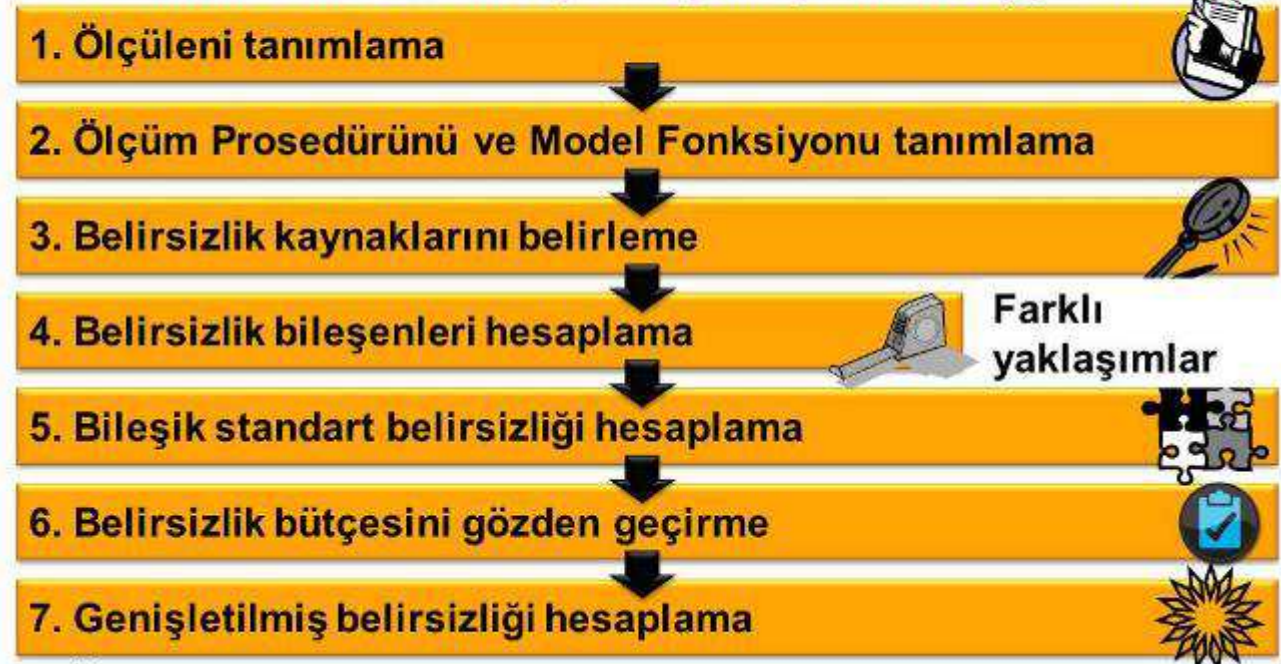 1. Ölçüleni tanımlama
2. Ölçüm Prosedürünü ve Model Fonksiyonu tanımlama
3. Belirsizlik kaynaklarını belirleme
4. Belirsizlik bileşenleri hesaplama
Farklı
yaklaşımlar
5. Bileşik standart belirsizliği hesaplama
6. Belirsizlik bütçesini gözden geçirme
7. Genişletilmiş belirsizliği hesaplama